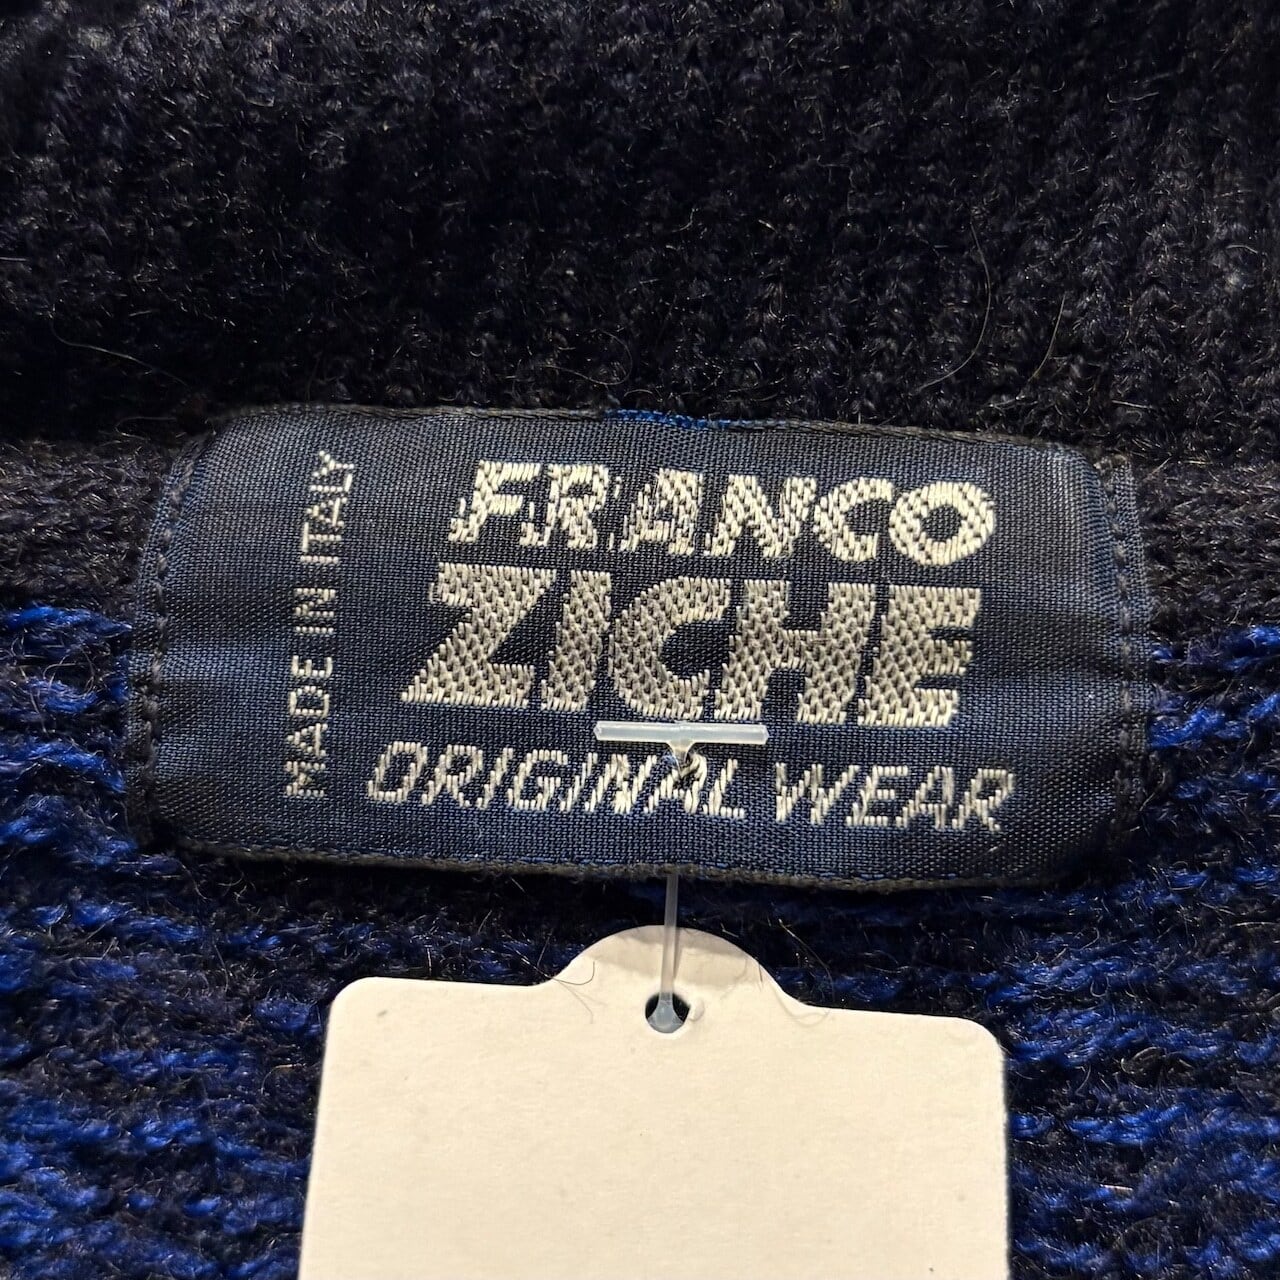 MADE IN ITALY
FRANCO
ZICHE
ORIGINAL WEAR